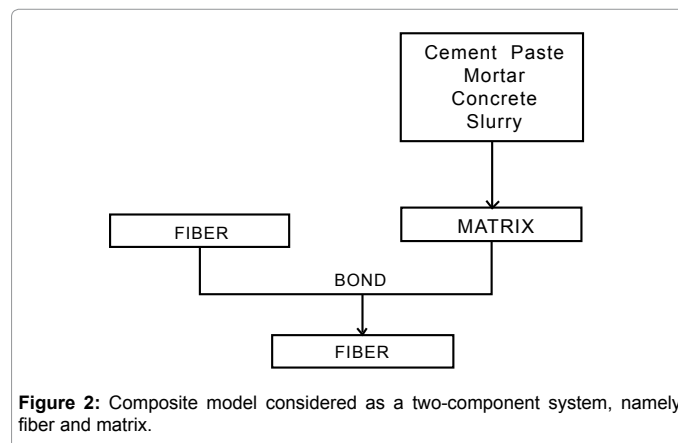 Cement Paste
Mortar
Concrete
Slurry
FIBER
MATRIX
BOND
FIBER
Figure 2: Composite model considered as a two-component system, namely
fiber and matrix.